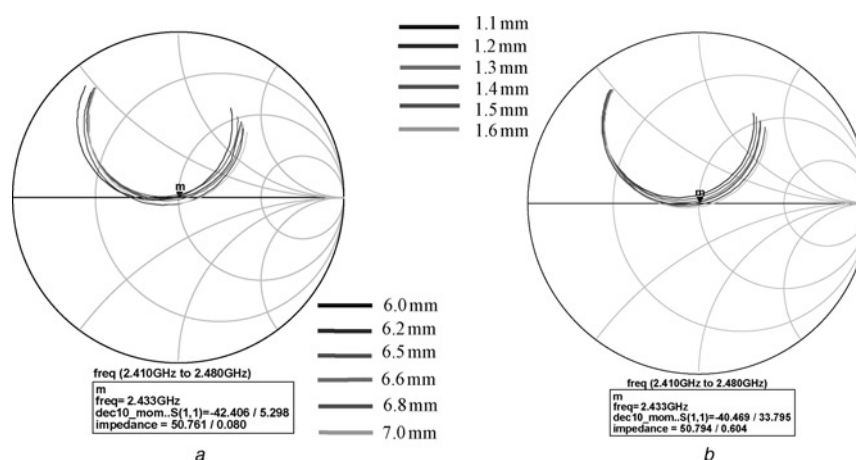 1.1 mm
1.2 mm
1.3 mm
1.4 mm
1.5 mm
1.6 mm
m
m
6.0 mm
6.2 mm
6.5 mm
6.6 mm
6.8 mm
7.0 mm
freq (2.410GHz to 2.480GHz)
m
freq= 2.433GHz
dec10_mom..S(1,1)=-42.406 / 5.298
impedance = 50.761 / 0.080
a
freq (2.410GHz to 2.480GHz)
m
freq= 2.433GHz
dec10_mom..S(1,1)=-40.469 / 33.795
impedance = 50.794 / 0.604
b